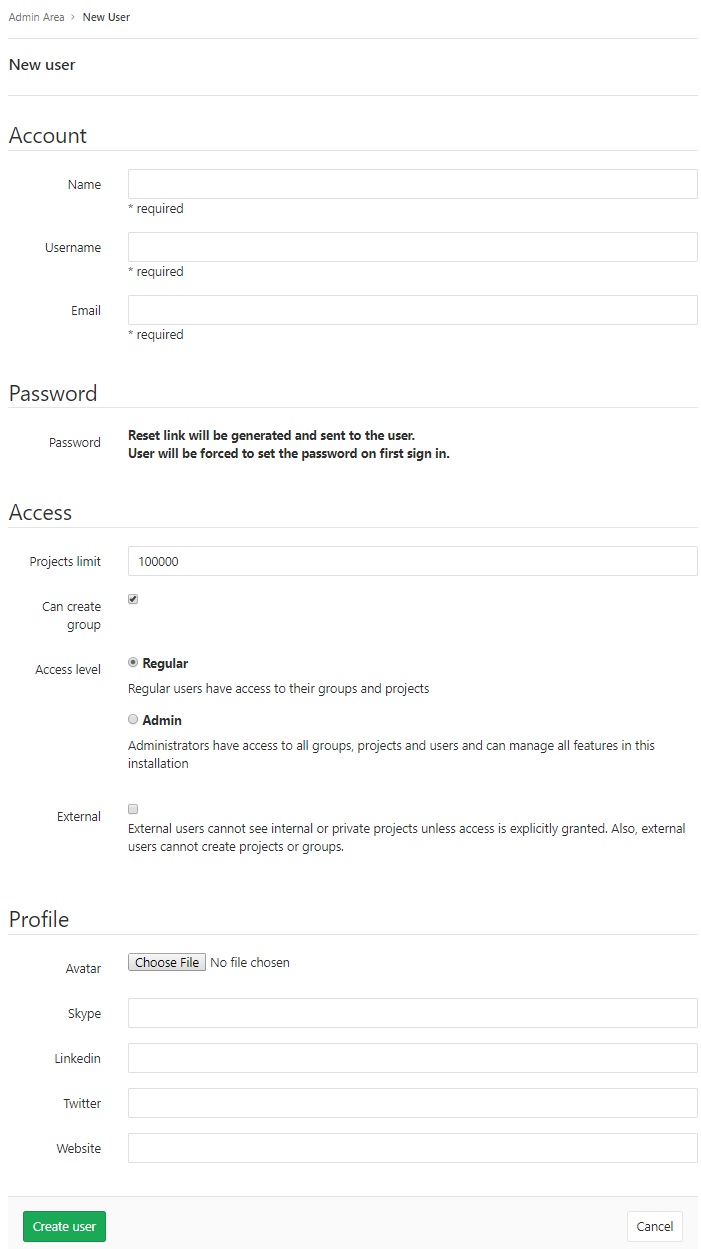 Admin Area › New User
New user
Account
Name
* required
Username
* required
Email
* required
Password
Password
Reset link will be generated and sent to the user.
User will be forced to set the password on first sign in.
Access
Projects limit
100000
Can create
group
Access level
Regular
Regular users have access to their groups and projects
Admin
Administrators have access to all groups, projects and users and can manage all features in this
installation
External
External users cannot see internal or private projects unless access is explicitly granted. Also, external
users cannot create projects or groups.
Profile
Avatar
Choose File No file chosen
Skype
Linkedin
Twitter
Website
Create user
Cancel